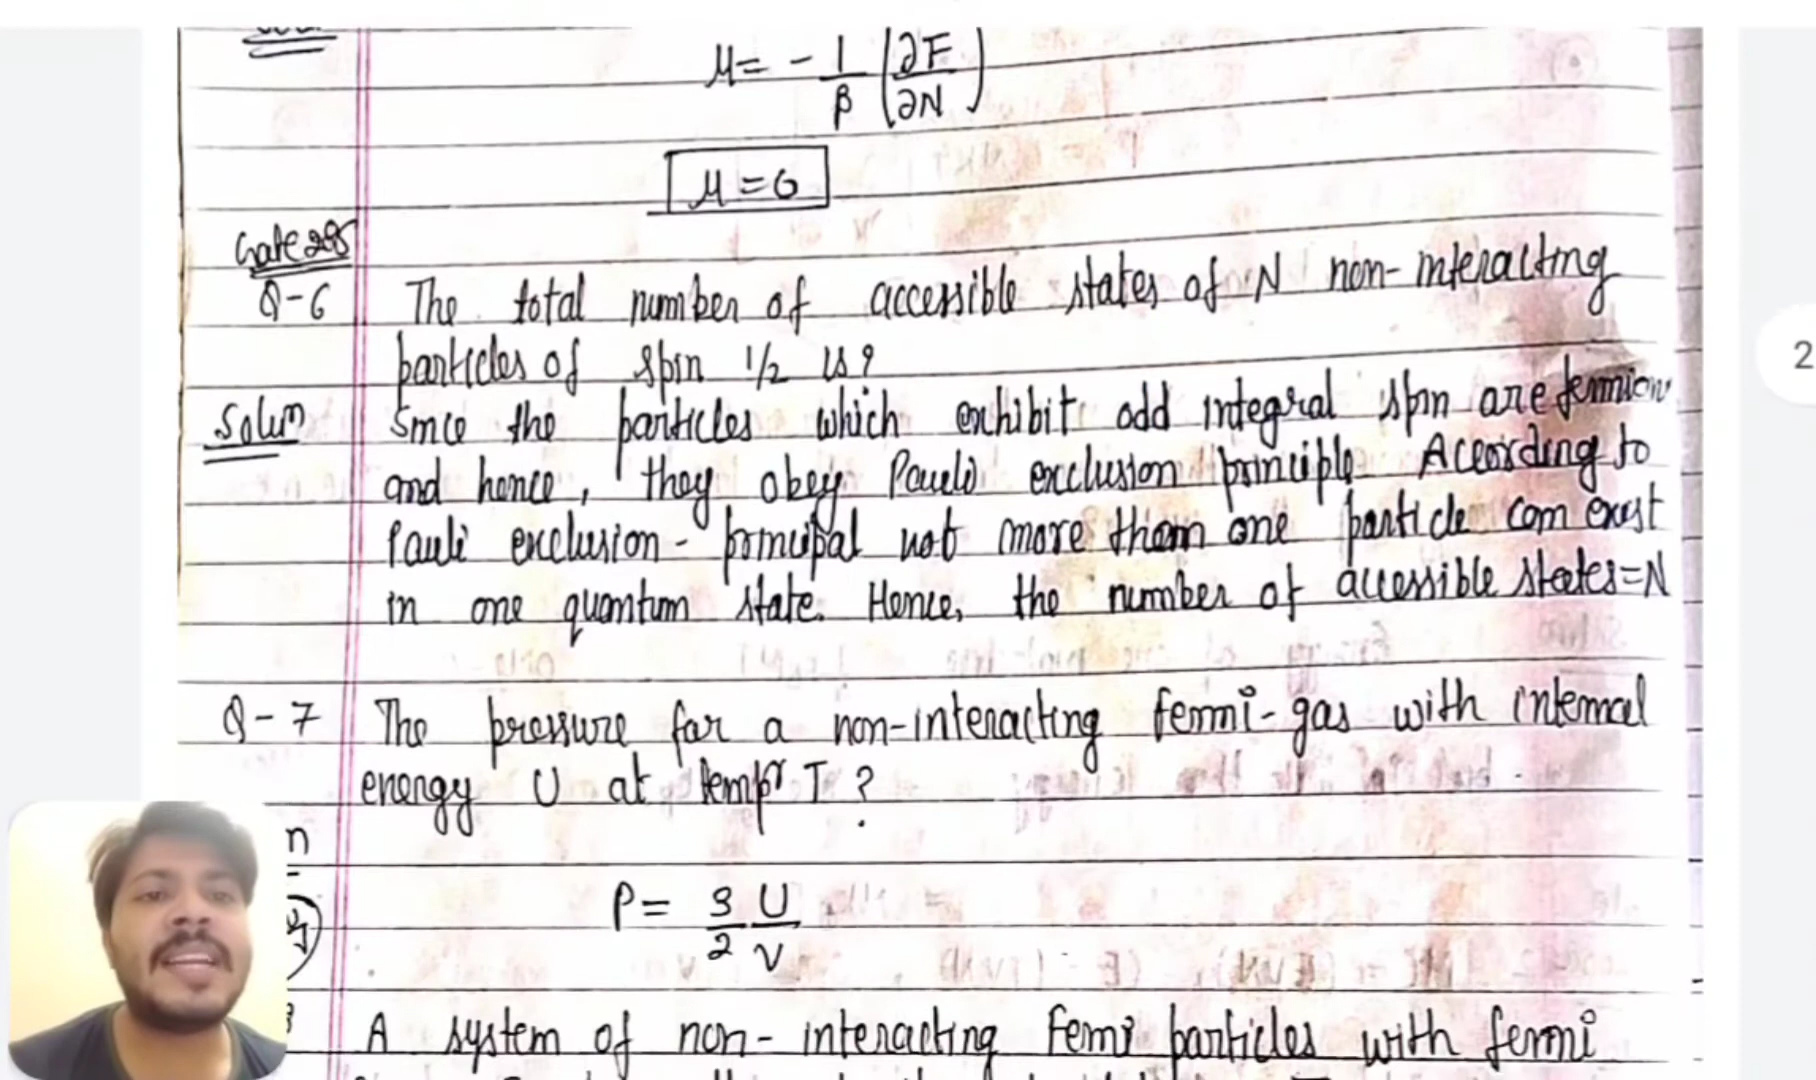 μ = - 1/β (∂F/∂N)
μ = G
Gate 2015
Q-6 The total number of accessible states of N non-interacting
particles of spin 1/2 is?
Soluⁿ Since the particles which exhibit odd integral spin are fermion
and hence, they obey Pauli exclusion principle. According to
Pauli exclusion - principal not more than one particle can exist
in one quantum state. Hence, the number of accessible states = N
Q-7 The pressure for a non-interacting fermi-gas with internal
energy U at tempr T ?
n
P = 3/2 U/V
A system of non-interacting Fermi particles with fermi
2